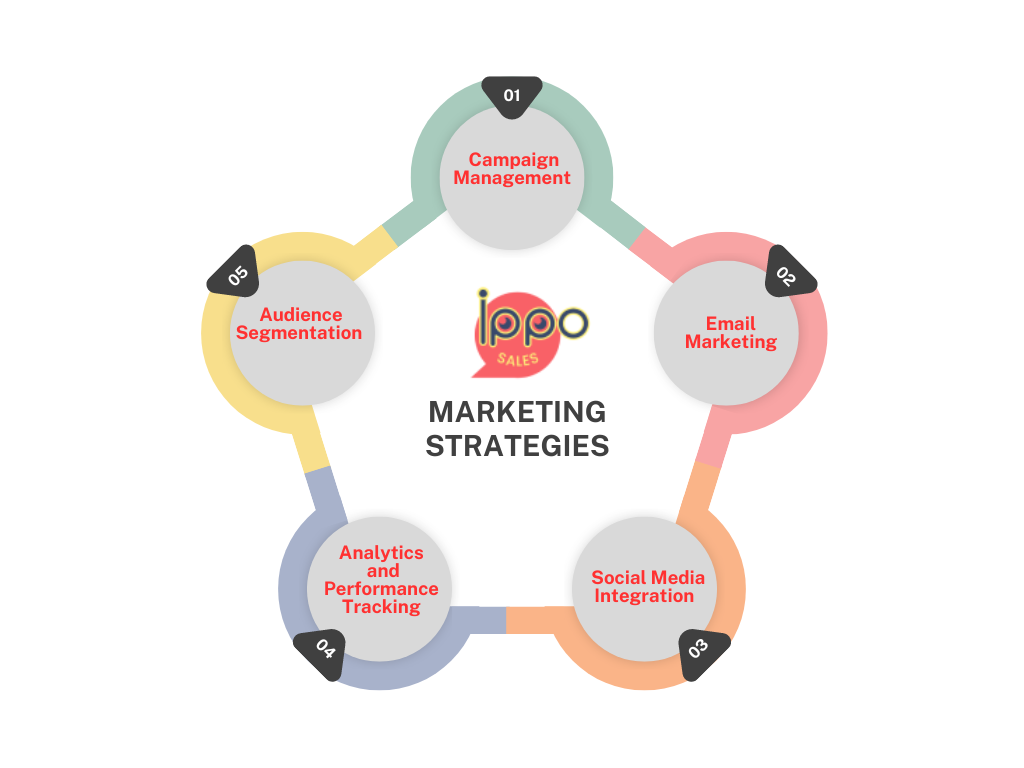 01
Campaign
Management
02
Email
Marketing
03
Social Media
Integration
04
Analytics
and
Performance
Tracking
05
Audience
Segmentation
ippo
SALES
MARKETING
STRATEGIES